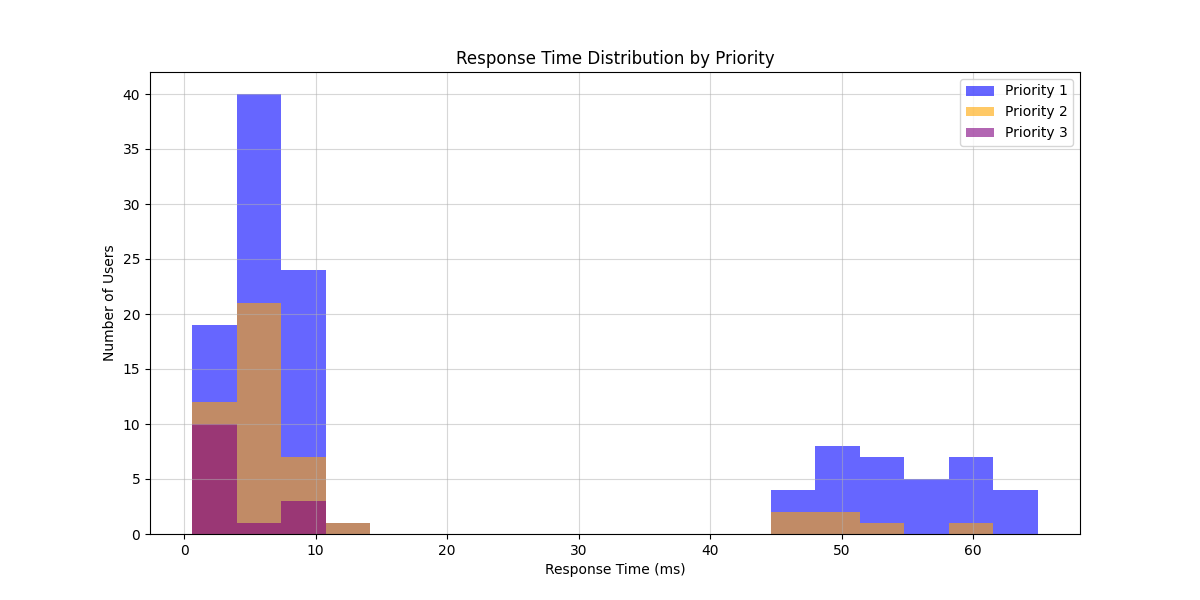 Response Time Distribution by Priority
Priority 1
Priority 2
Priority 3
Number of Users
40
35
30
25
20
15
10
5
0
0 10 20 30 40 50 60
Response Time (ms)